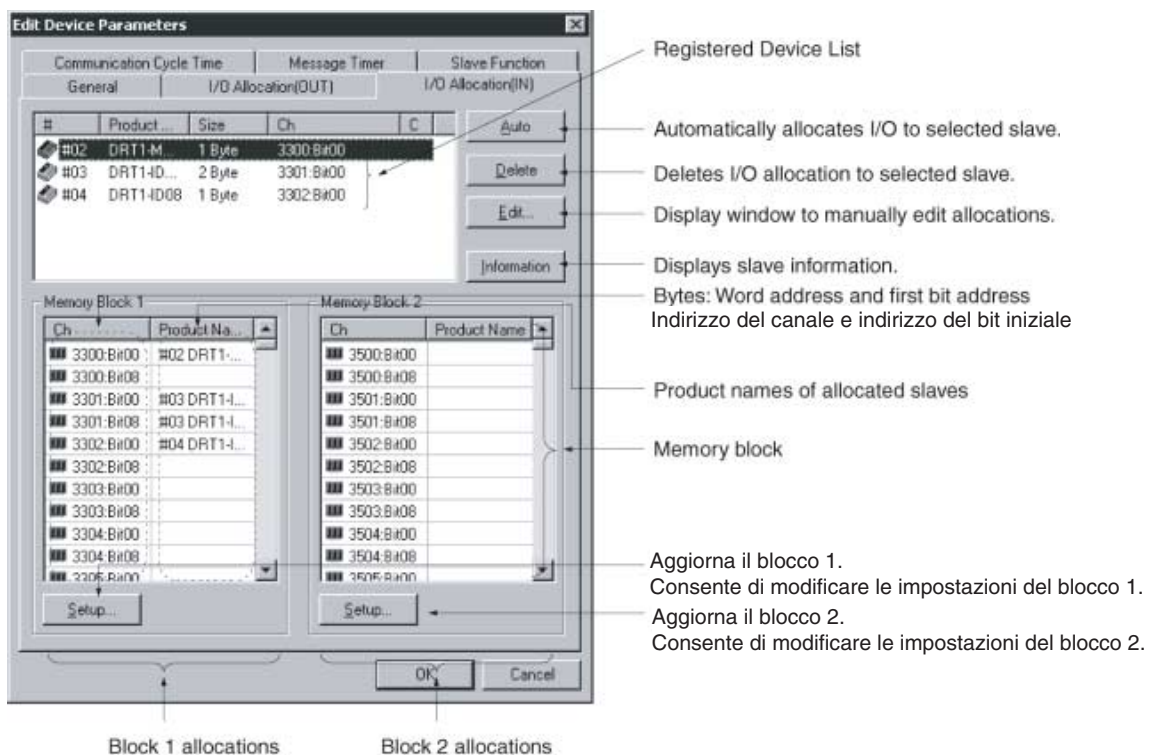 Edit Device Parameters
Communication Cycle Time
Message Timer
Slave Function
General
I/O Allocation(OUT)
I/O Allocation(IN)
# Product ... Size Ch C
#02 DRT1-M... 1 Byte 3300:Bit00
#03 DRT1-ID... 2 Byte 3301:Bit00
#04 DRT1-ID08 1 Byte 3302:Bit00
Auto
Delete
Edit...
Information
Registered Device List
Automatically allocates I/O to selected slave.
Deletes I/O allocation to selected slave.
Display window to manually edit allocations.
Displays slave information.
Bytes: Word address and first bit address
Indirizzo del canale e indirizzo del bit iniziale
Product names of allocated slaves
Memory block
Memory Block 1
Ch Product Na...
3300:Bit00 #02 DRT1-...
3300:Bit08
3301:Bit00 #03 DRT1-I...
3301:Bit08 #03 DRT1-I...
3302:Bit00 #04 DRT1-I...
3302:Bit08
3303:Bit00
3303:Bit08
3304:Bit00
3304:Bit08
3305:Bit00
Setup...
Memory Block 2
Ch Product Name
3500:Bit00
3500:Bit08
3501:Bit00
3501:Bit08
3502:Bit00
3502:Bit08
3503:Bit00
3503:Bit08
3504:Bit00
3504:Bit08
3505:Bit00
Setup...
Aggiorna il blocco 1.
Consente di modificare le impostazioni del blocco 1.
Aggiorna il blocco 2.
Consente di modificare le impostazioni del blocco 2.
OK
Cancel
Block 1 allocations
Block 2 allocations